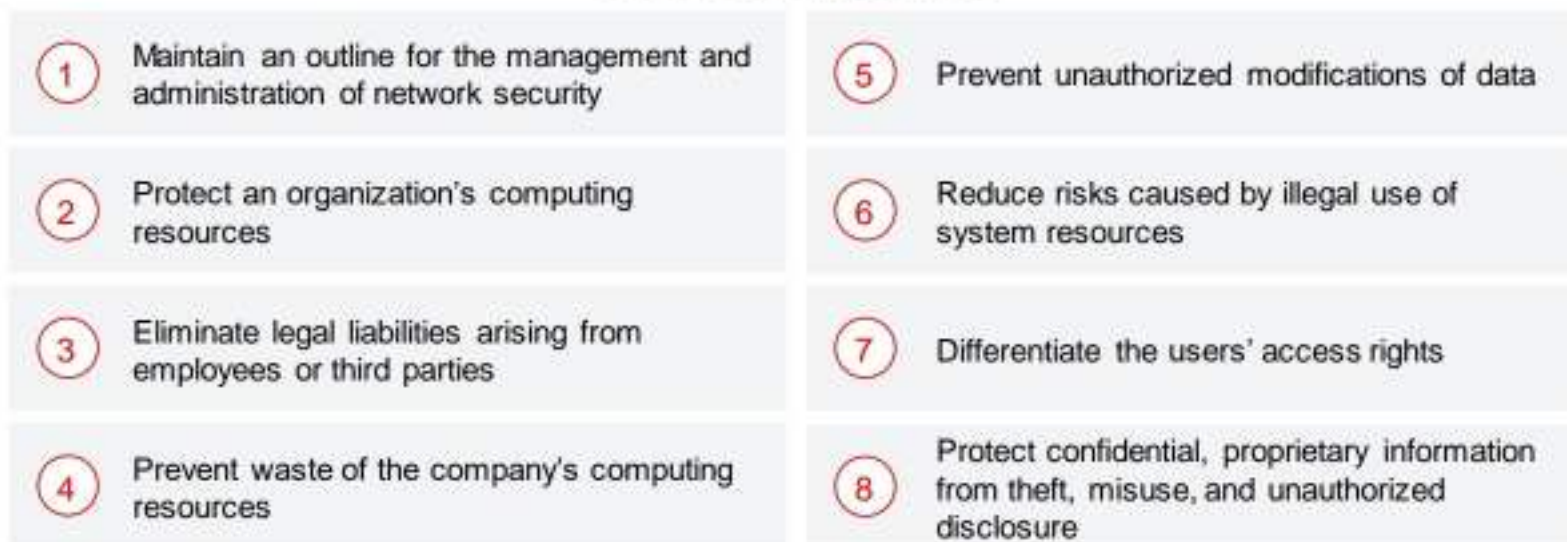 1
Maintain an outline for the management and
administration of network security
2
Protect an organization's computing
resources
3
Eliminate legal liabilities arising from
employees or third parties
4
Prevent waste of the company's computing
resources
5
Prevent unauthorized modifications of data
6
Reduce risks caused by illegal use of
system resources
7
Differentiate the users' access rights
8
Protect confidential, proprietary information
from theft, misuse, and unauthorized
disclosure